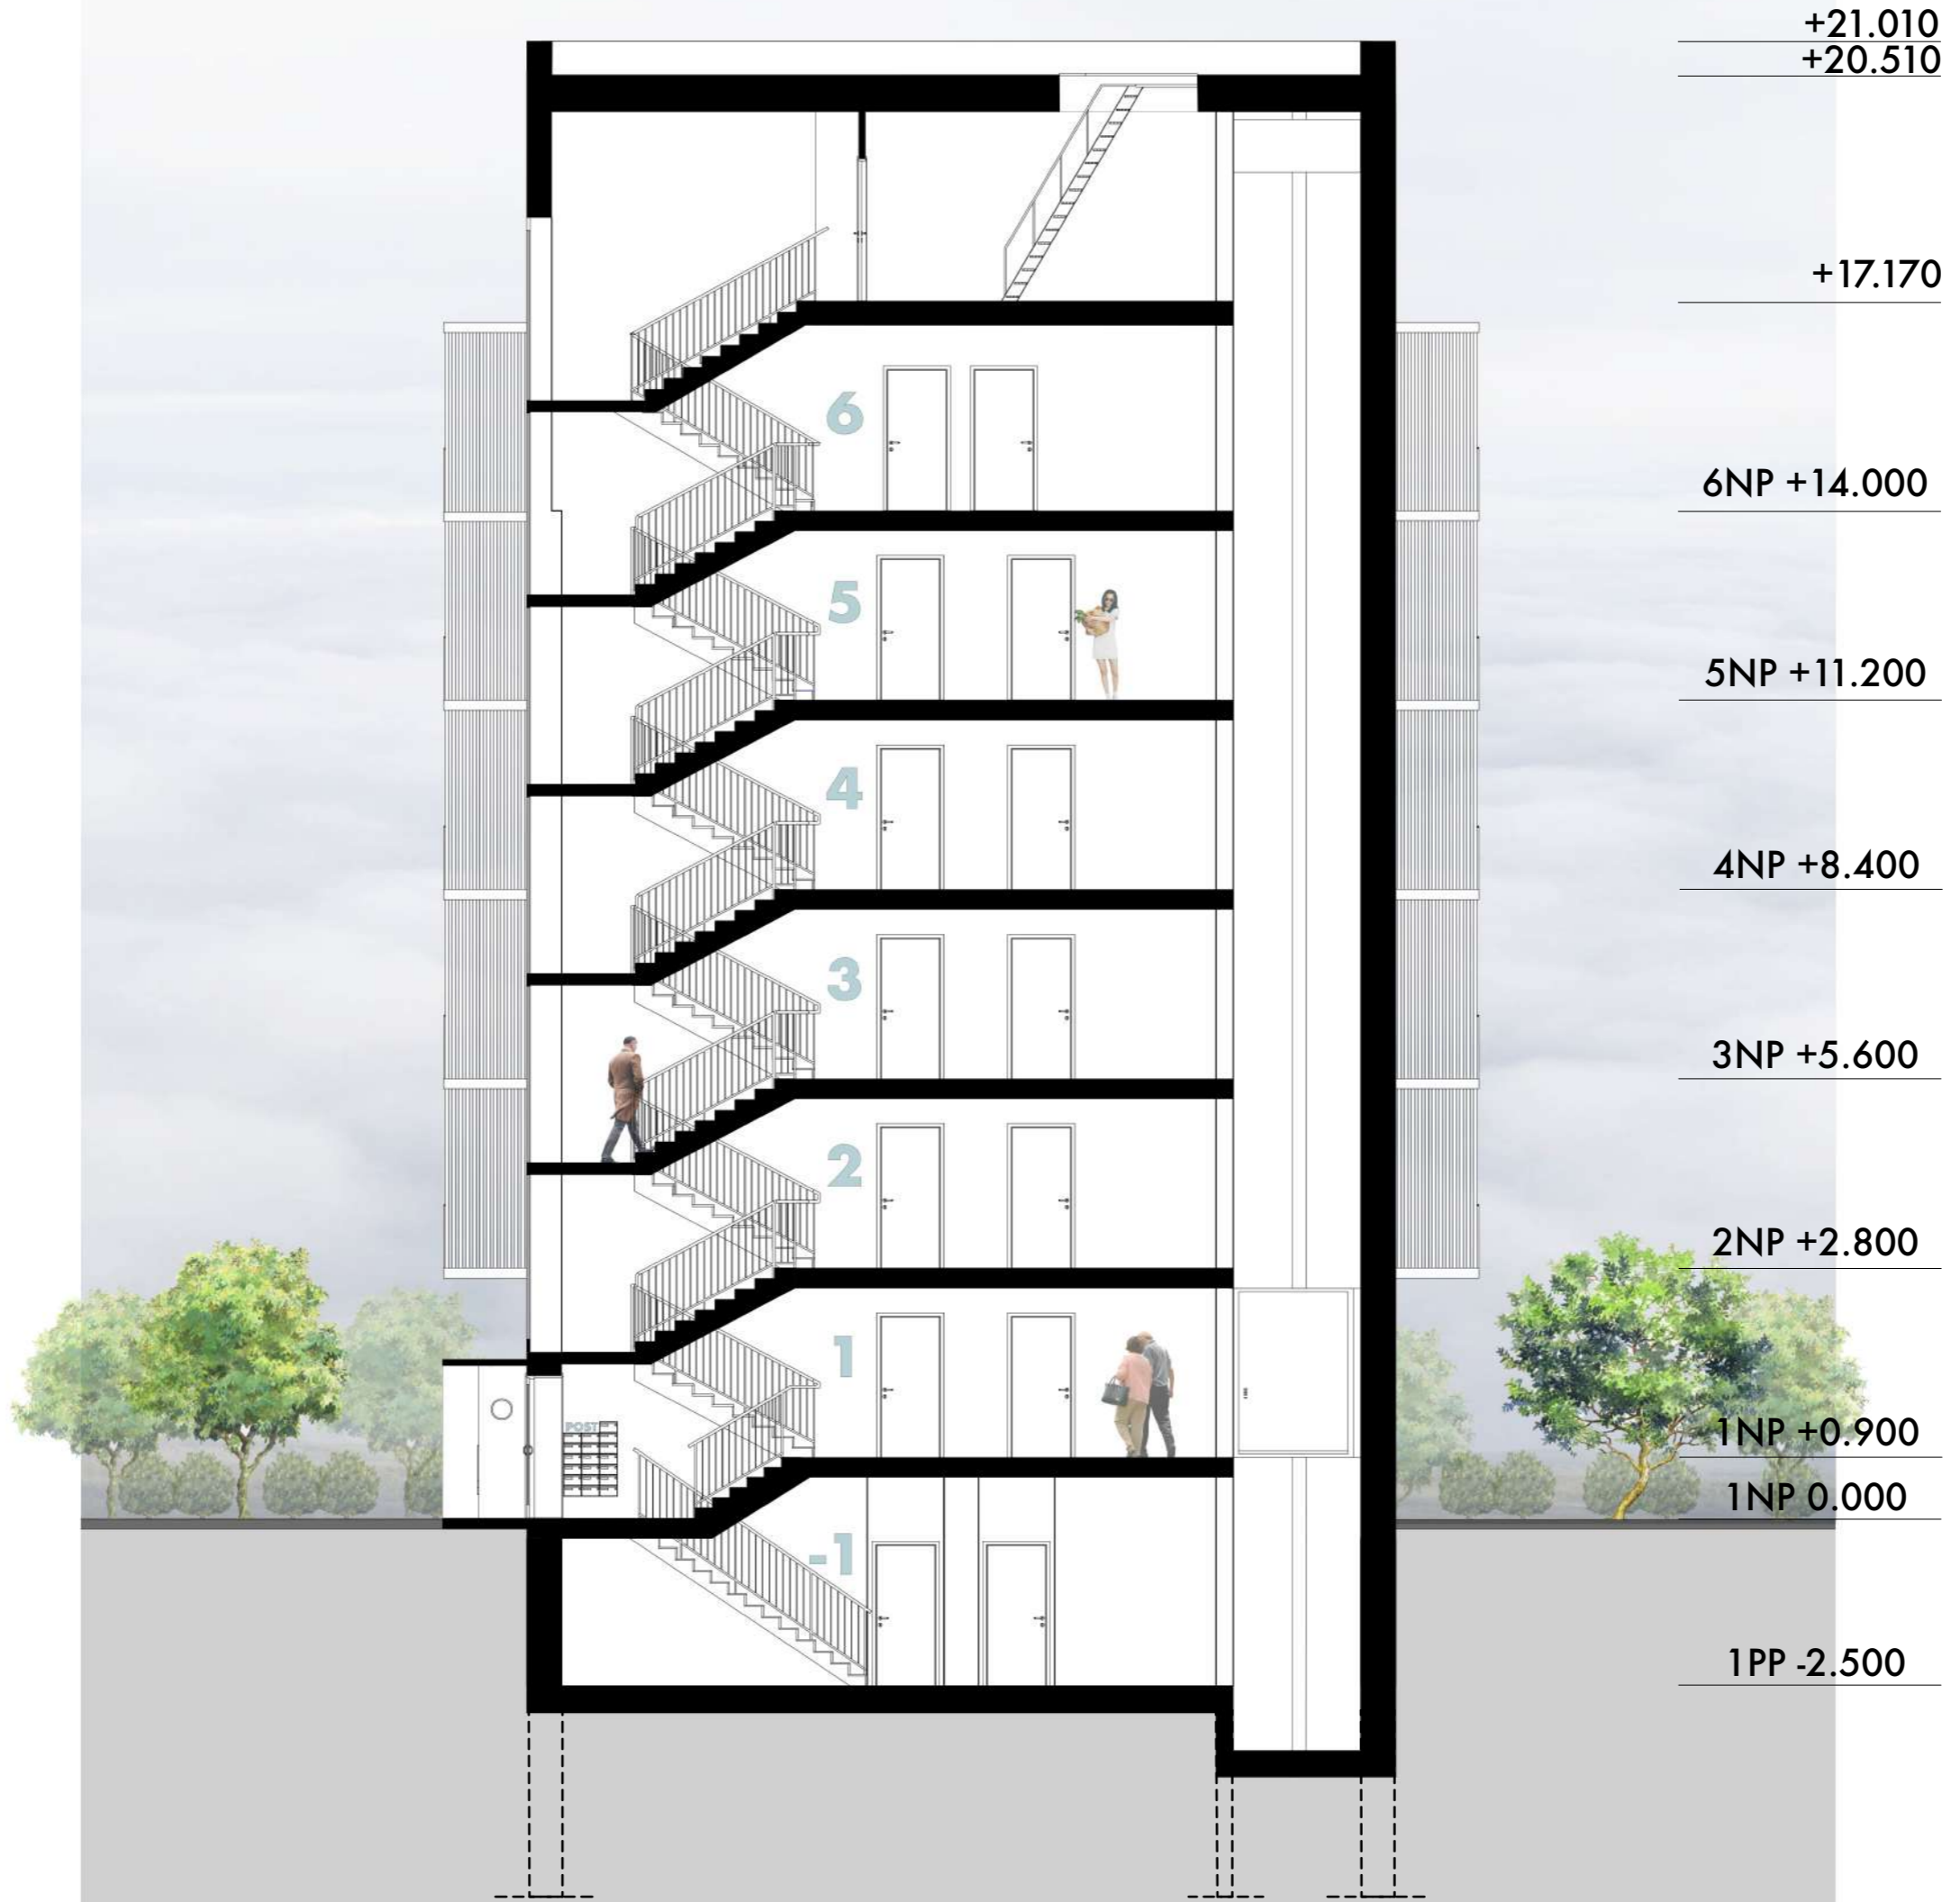 +21.010
+20.510
+17.170
6
6NP +14.000
5
5NP +11.200
4
4NP +8.400
3
3NP +5.600
2
2NP +2.800
1
POST
1NP +0.900
1NP 0.000
-1
1PP -2.500